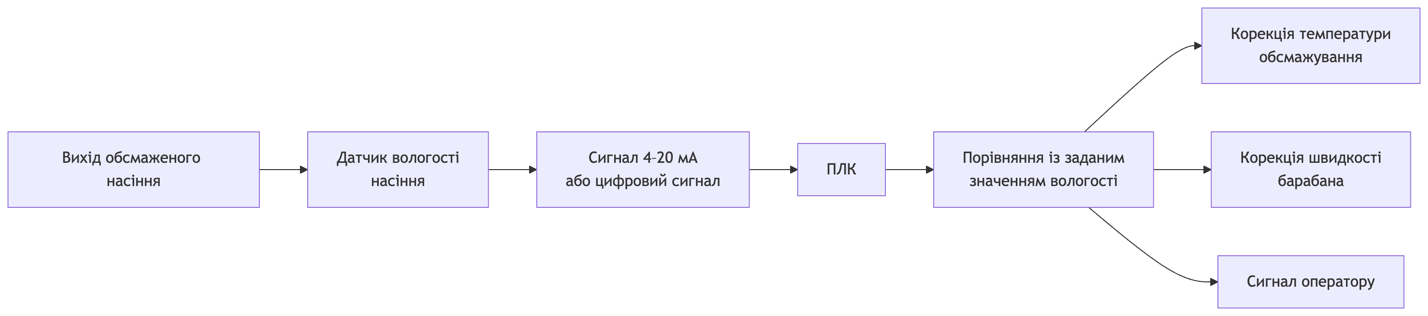 Вихід обсмаженого
насіння
Датчик вологості
насіння
Сигнал 4–20 мА
або цифровий сигнал
ПЛК
Порівняння із заданим
значенням вологості
Корекція температури
обсмажування
Корекція швидкості
барабана
Сигнал оператору